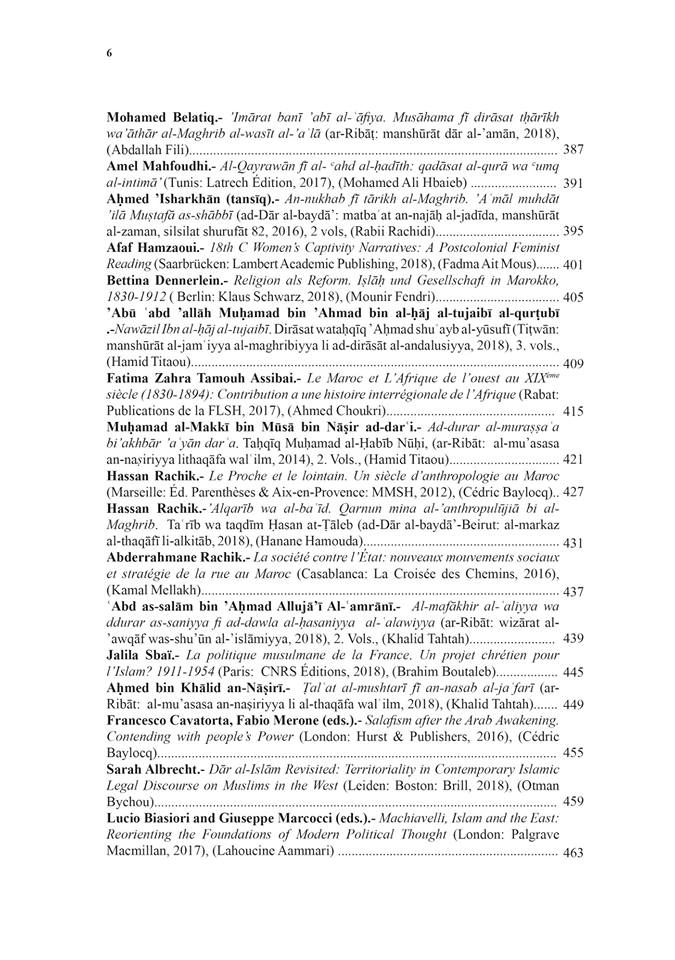 6
Mohamed Belatiq.- 'Imārat banī 'abī al-ʿāfiya. Musāhama fī dirāsat thārīkh
wa'āthār al-Maghrib al-wasīt al-'aʿlā (ar-Ribāṭ: manshūrāt dār al-'amān, 2018),
(Abdallah Fili)........................................................................................................... 387
Amel Mahfoudhi.- Al-Qayrawān fī al- ᶜahd al-ḥadīth: qadāsat al-qurā wa ᶜumq
al-intimā' (Tunis: Latrech Édition, 2017), (Mohamed Ali Hbaieb) ......................... 391
Aḥmed 'Isharkhān (tansīq).- An-nukhab fī tārikh al-Maghrib. 'Aʿmāl muhdāt
'ilā Muṣtafā as-shābbī (ad-Dār al-baydā': matbaʿat an-najāḥ al-jadīda, manshūrāt
al-zaman, silsilat shurufāt 82, 2016), 2 vols, (Rabii Rachidi).................................... 395
Afaf Hamzaoui.- 18th C Women's Captivity Narratives: A Postcolonial Feminist
Reading (Saarbrücken: Lambert Academic Publishing, 2018), (Fadma Ait Mous)....... 401
Bettina Dennerlein.- Religion als Reform. Iṣlāḥ und Gesellschaft in Marokko,
1830-1912 ( Berlin: Klaus Schwarz, 2018), (Mounir Fendri).................................... 405
'Abū ʿabd 'allāh Muḥamad bin 'Ahmad bin al-ḥāj al-tujaibī al-qurṭubī
.-Nawāzil Ibn al-ḥāj al-tujaibī. Dirāsat wataḥqīq 'Aḥmad shuʿayb al-yūsufī (Tiṭwān:
manshūrāt al-jamʿiyya al-maghribiyya li ad-dirāsāt al-andalusiyya, 2018), 3. vols.,
(Hamid Titaou)........................................................................................................... 409
Fatima Zahra Tamouh Assibai.- Le Maroc et L'Afrique de l'ouest au XIXème
siècle (1830-1894): Contribution a une histoire interrégionale de l'Afrique (Rabat:
Publications de la FLSH, 2017), (Ahmed Choukri)................................................. 415
Muḥamad al-Makkī bin Mūsā bin Nāṣir ad-darʿi.- Ad-durar al-muraṣṣaʿa
bi'akhbār 'aʿyān darʿa. Taḥqīq Muḥamad al-Ḥabīb Nūḥi, (ar-Ribāt: al-mu'asasa
an-naṣiriyya lithaqāfa walʿilm, 2014), 2. Vols., (Hamid Titaou)................................ 421
Hassan Rachik.- Le Proche et le lointain. Un siècle d'anthropologie au Maroc
(Marseille: Éd. Parenthèses & Aix-en-Provence: MMSH, 2012), (Cédric Baylocq).. 427
Hassan Rachik.-'Alqarīb wa al-baʿīd. Qarnun mina al-'anthropulūjiā bi al-
Maghrib. Taʿrīb wa taqdīm Ḥasan at-Ṭāleb (ad-Dār al-baydā'-Beirut: al-markaz
al-thaqāfī li-alkitāb, 2018), (Hanane Hamouda)......................................................... 431
Abderrahmane Rachik.- La société contre l'État: nouveaux mouvements sociaux
et stratégie de la rue au Maroc (Casablanca: La Croisée des Chemins, 2016),
(Kamal Mellakh)........................................................................................................ 437
ʿAbd as-salām bin 'Aḥmad Allujā'ī Al-ʿamrānī.- Al-mafākhir al-ʿaliyya wa
ddurar as-saniyya fi ad-dawla al-ḥasaniyya al-ʿalawiyya (ar-Ribāt: wizārat al-
'awqāf was-shu'ūn al-'islāmiyya, 2018), 2. Vols., (Khalid Tahtah)......................... 439
Jalila Sbaï.- La politique musulmane de la France. Un projet chrétien pour
l'Islam? 1911-1954 (Paris: CNRS Éditions, 2018), (Brahim Boutaleb).................. 445
Aḥmed bin Khālid an-Nāṣirī.- Ṭalʿat al-mushtarī fī an-nasab al-jaʿfarī (ar-
Ribāt: al-mu'asasa an-naṣiriyya li al-thaqāfa walʿilm, 2018), (Khalid Tahtah)....... 449
Francesco Cavatorta, Fabio Merone (eds.).- Salafism after the Arab Awakening.
Contending with people's Power (London: Hurst & Publishers, 2016), (Cédric
Baylocq).................................................................................................................... 455
Sarah Albrecht.- Dār al-Islām Revisited: Territoriality in Contemporary Islamic
Legal Discourse on Muslims in the West (Leiden: Boston: Brill, 2018), (Otman
Bychou)..................................................................................................................... 459
Lucio Biasiori and Giuseppe Marcocci (eds.).- Machiavelli, Islam and the East:
Reorienting the Foundations of Modern Political Thought (London: Palgrave
Macmillan, 2017), (Lahoucine Aammari) ................................................................ 463